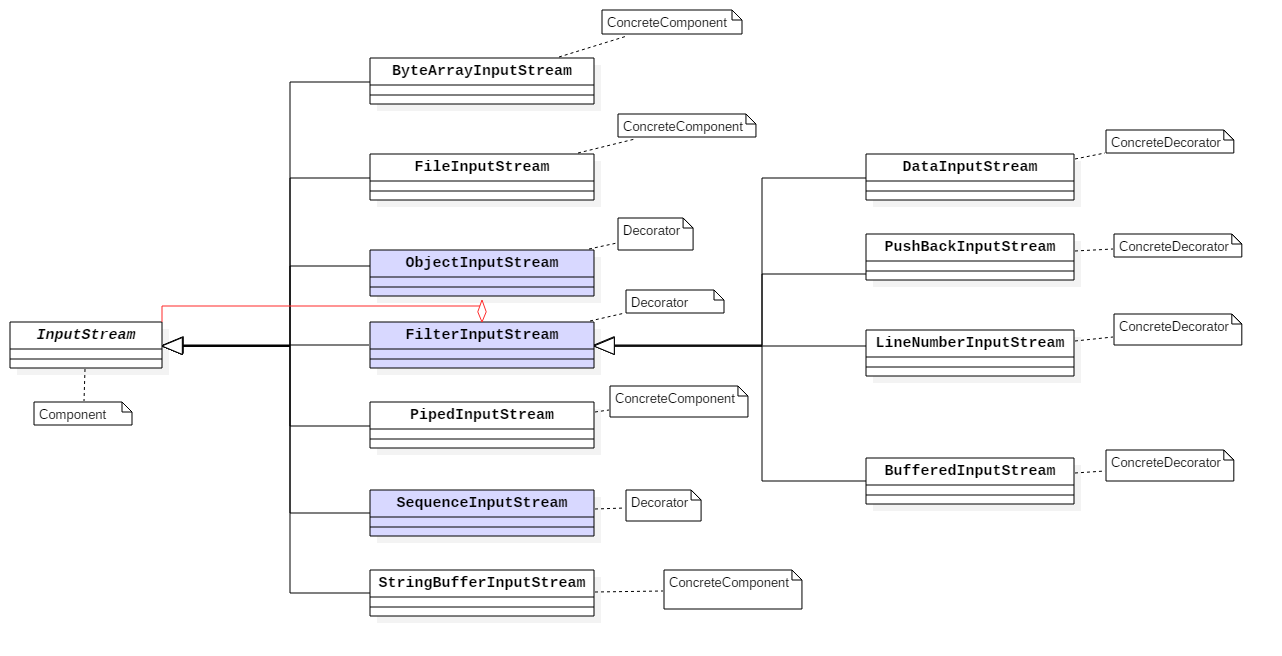 ConcreteComponent
ByteArrayInputStream
ConcreteComponent
FileInputStream
ConcreteDecorator
DataInputStream
Decorator
ObjectInputStream
ConcreteDecorator
PushBackInputStream
Decorator
InputStream
FilterInputStream
ConcreteDecorator
LineNumberInputStream
Component
ConcreteComponent
PipedInputStream
ConcreteDecorator
BufferedInputStream
Decorator
SequenceInputStream
ConcreteComponent
StringBufferInputStream